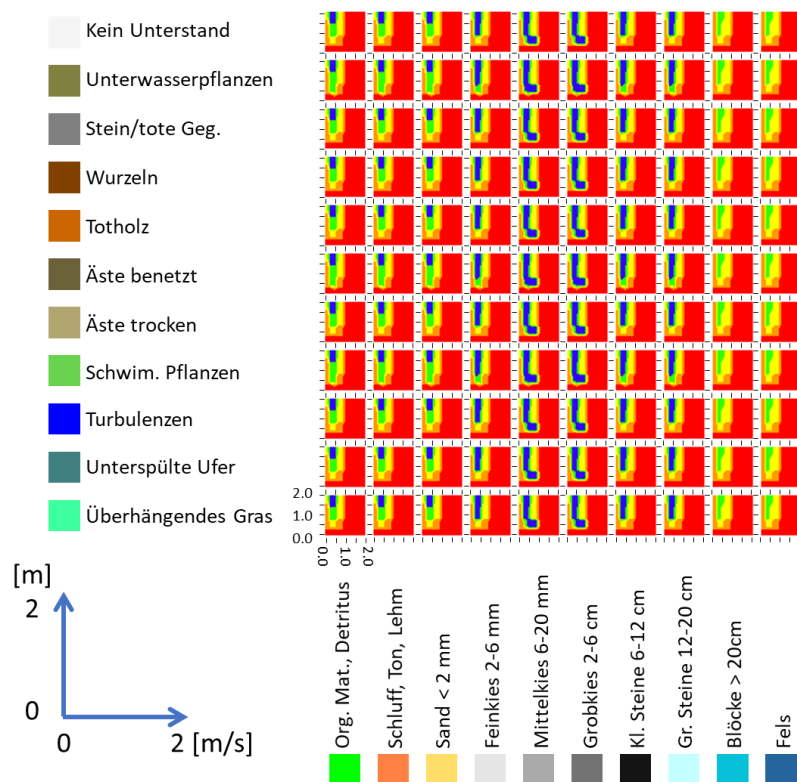 Kein Unterstand
Unterwasserpflanzen
Stein/tote Geg.
Wurzeln
Totholz
Äste benetzt
Äste trocken
Schwim. Pflanzen
Turbulenzen
Unterspülte Ufer
Überhängendes Gras
2.0
1.0
0.0
0.0
1.0
2.0
[m]
2
0
0
2 [m/s]
Org. Mat., Detritus
Schluff, Ton, Lehm
Sand < 2 mm
Feinkies 2-6 mm
Mittelkies 6-20 mm
Grobkies 2-6 cm
Kl. Steine 6-12 cm
Gr. Steine 12-20 cm
Blöcke > 20cm
Fels